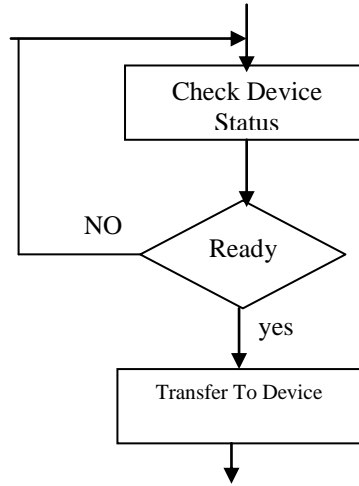 Check Device
Status
NO
Ready
yes
Transfer To Device